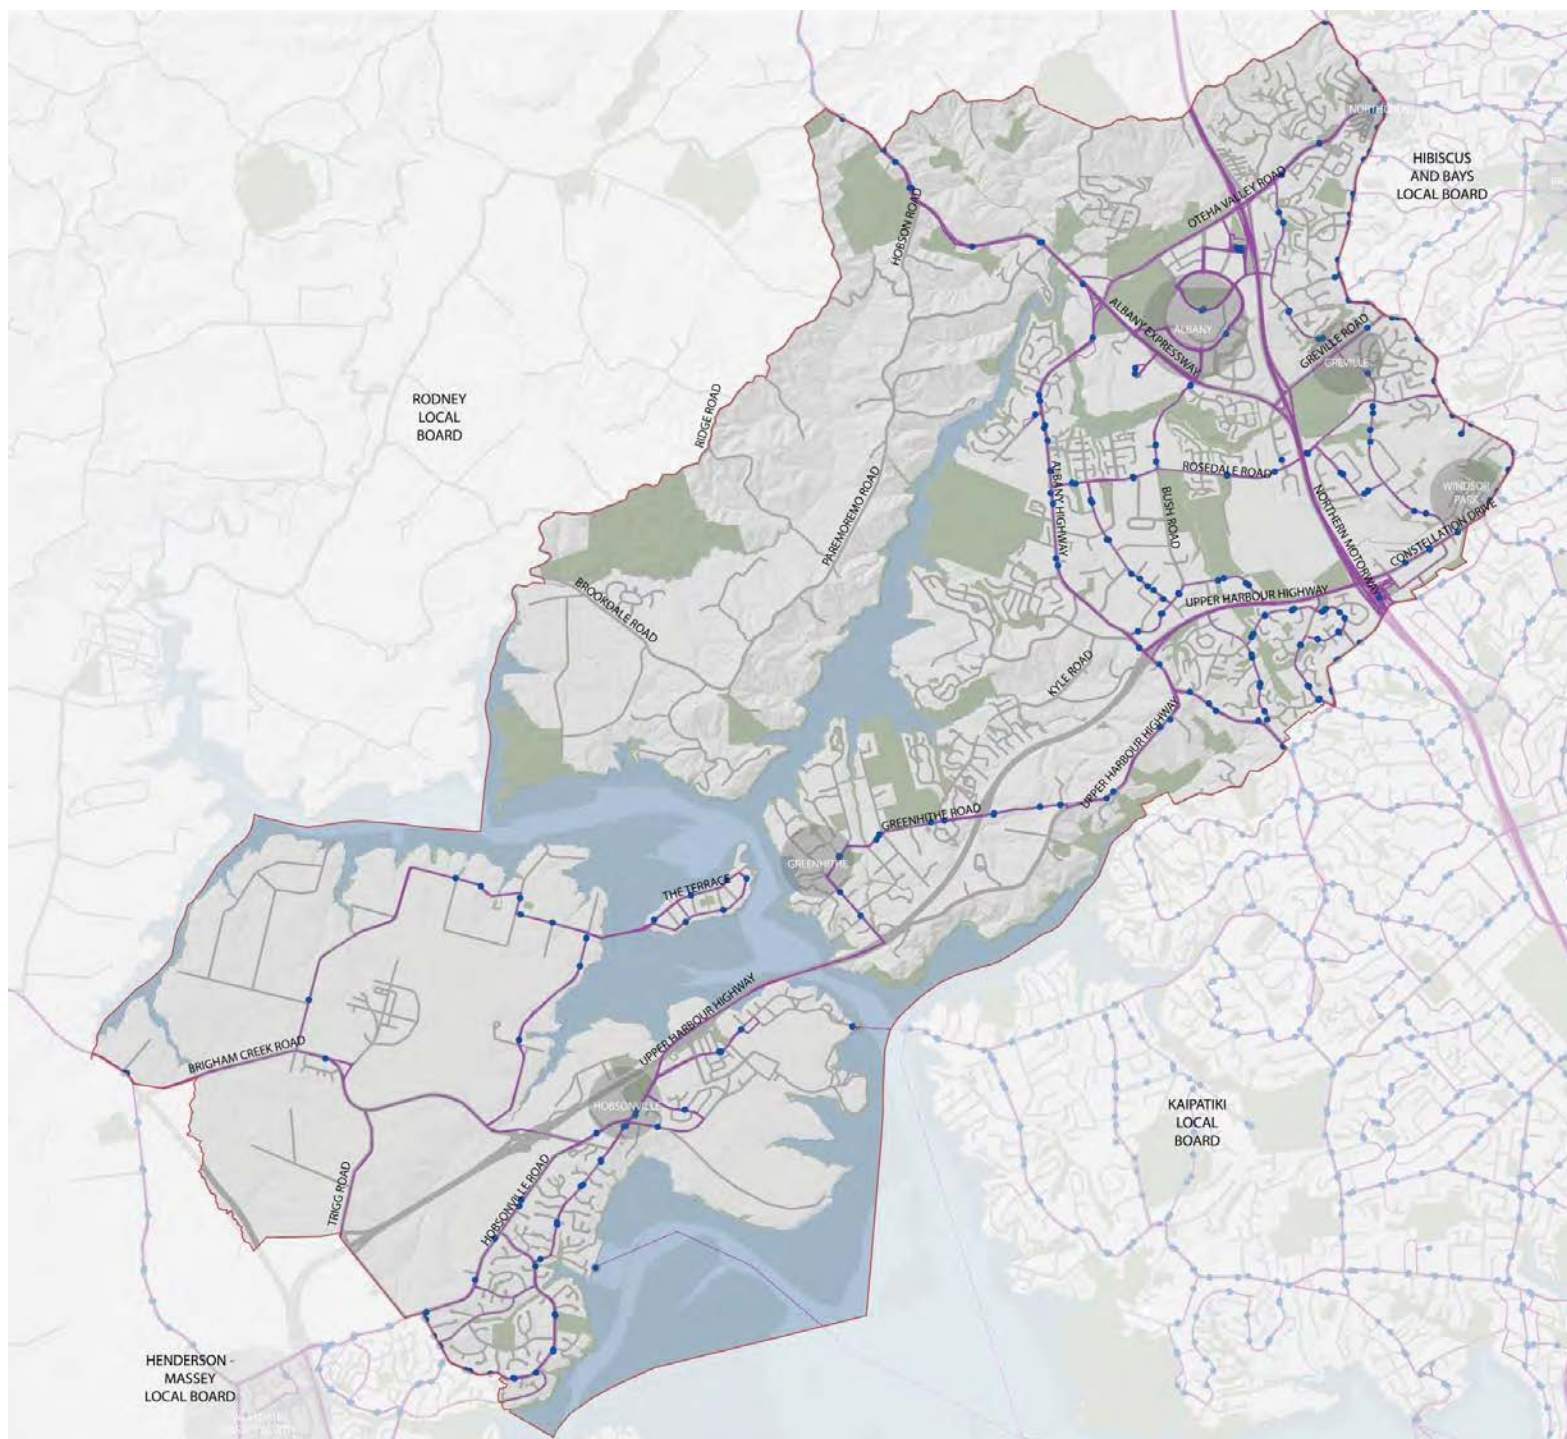 NORTHCROSS
HIBISCUS
AND BAYS
LOCAL BOARD
OTEHA VALLEY ROAD
HOBSON ROAD
ALBANY EXPRESSWAY
ALBANY
GREVILLE ROAD
GREVILLE
RODNEY
LOCAL
BOARD
RIDGE ROAD
PAREMOREMO ROAD
ALBANY HIGHWAY
ROSEDALE ROAD
BUSH ROAD
NORTHERN MOTORWAY
WINDSOR
PARK
CONSTELLATION DRIVE
BROOKDALE ROAD
UPPER HARBOUR HIGHWAY
KYLE ROAD
UPPER HARBOUR HIGHWAY
GREENHITHE ROAD
GREENHITHE
THE TERRACE
UPPER HARBOUR HIGHWAY
BRIGHAM CREEK ROAD
HOBSONVILLE
KAIPATIKI
LOCAL
BOARD
TRIGG ROAD
HOBSONVILLE ROAD
HENDERSON -
MASSEY
LOCAL BOARD